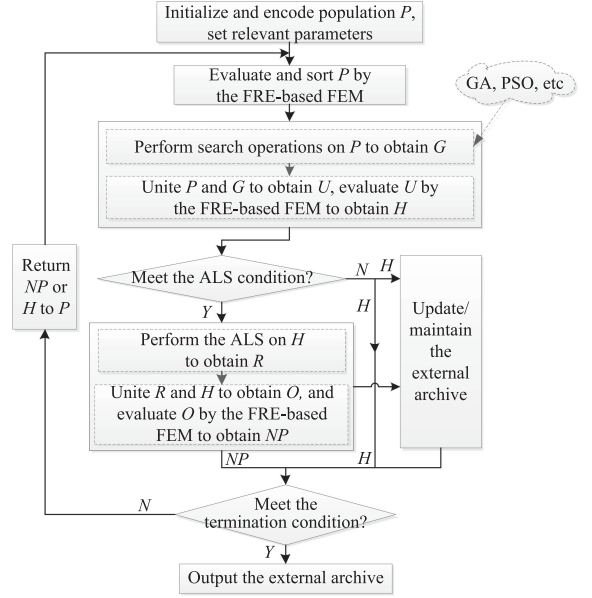 Initialize and encode population P,
set relevant parameters
Evaluate and sort P by
the FRE-based FEM
GA, PSO, etc
Perform search operations on P to obtain G
Unite P and G to obtain U, evaluate U by
the FRE-based FEM to obtain H
Return
NP or
H to P
Meet the ALS condition?
N
H
H
Y
Update/
maintain
the
external
archive
Perform the ALS on H
to obtain R
Unite R and H to obtain O, and
evaluate O by the FRE-based
FEM to obtain NP
NP
H
N
Meet the
termination condition?
Y
Output the external archive